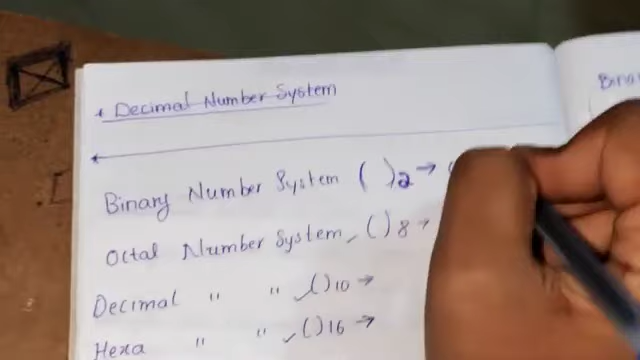 * Decimal Number System
Binary Number System ( )2 →
Octal Number System ( )8 →
Decimal " " ( )10 →
Hexa " " ( )16 →